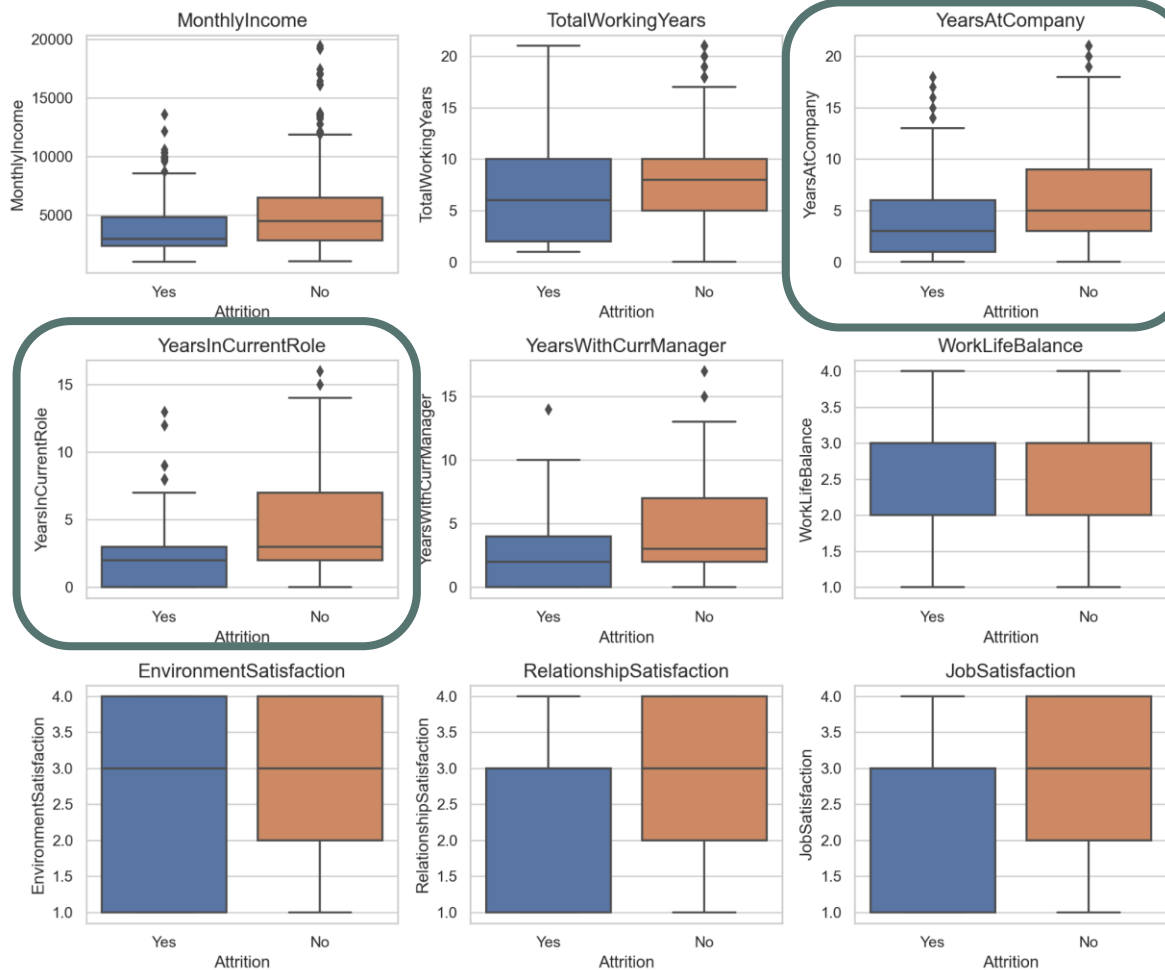 MonthlyIncome
MonthlyIncome
20000
15000
10000
5000
Yes
No
Attrition
TotalWorkingYears
TotalWorkingYears
20
15
10
5
0
Yes
No
Attrition
YearsAtCompany
YearsAtCompany
20
15
10
5
0
Yes
No
Attrition
YearsInCurrentRole
YearsInCurrentRole
15
10
5
0
Yes
No
Attrition
YearsWithCurrManager
YearsWithCurrManager
15
10
5
0
Yes
No
Attrition
WorkLifeBalance
WorkLifeBalance
4.0
3.5
3.0
2.5
2.0
1.5
1.0
Yes
No
Attrition
EnvironmentSatisfaction
EnvironmentSatisfaction
4.0
3.5
3.0
2.5
2.0
1.5
1.0
Yes
No
Attrition
RelationshipSatisfaction
RelationshipSatisfaction
4.0
3.5
3.0
2.5
2.0
1.5
1.0
Yes
No
Attrition
JobSatisfaction
JobSatisfaction
4.0
3.5
3.0
2.5
2.0
1.5
1.0
Yes
No
Attrition